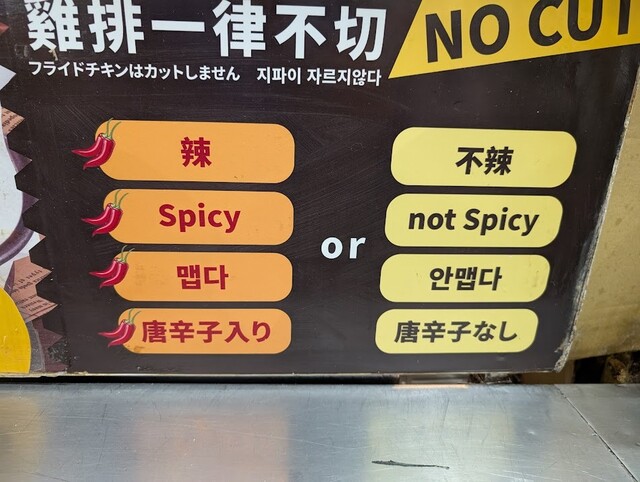 雞排一律不切
NO CUT
フライドチキンはカットしません 지파이 자르지않다
辣
不辣
Spicy
not Spicy
or
맵다
안맵다
唐辛子入り
唐辛子なし